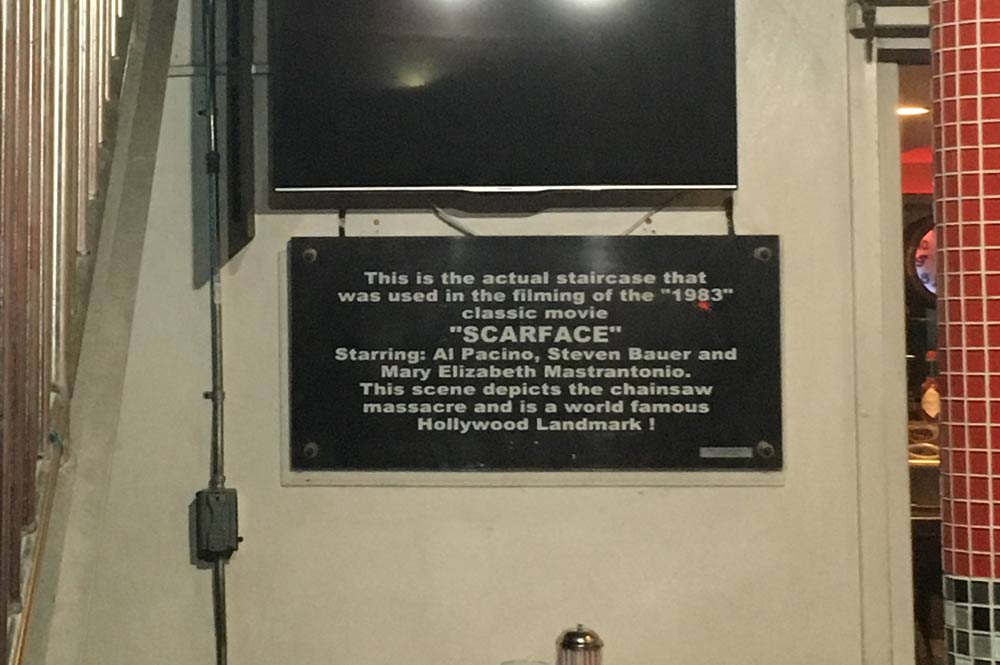 This is the actual staircase that
was used in the filming of the "1983"
classic movie
"SCARFACE"
Starring: Al Pacino, Steven Bauer and
Mary Elizabeth Mastrantonio.
This scene depicts the chainsaw
massacre and is a world famous
Hollywood Landmark !